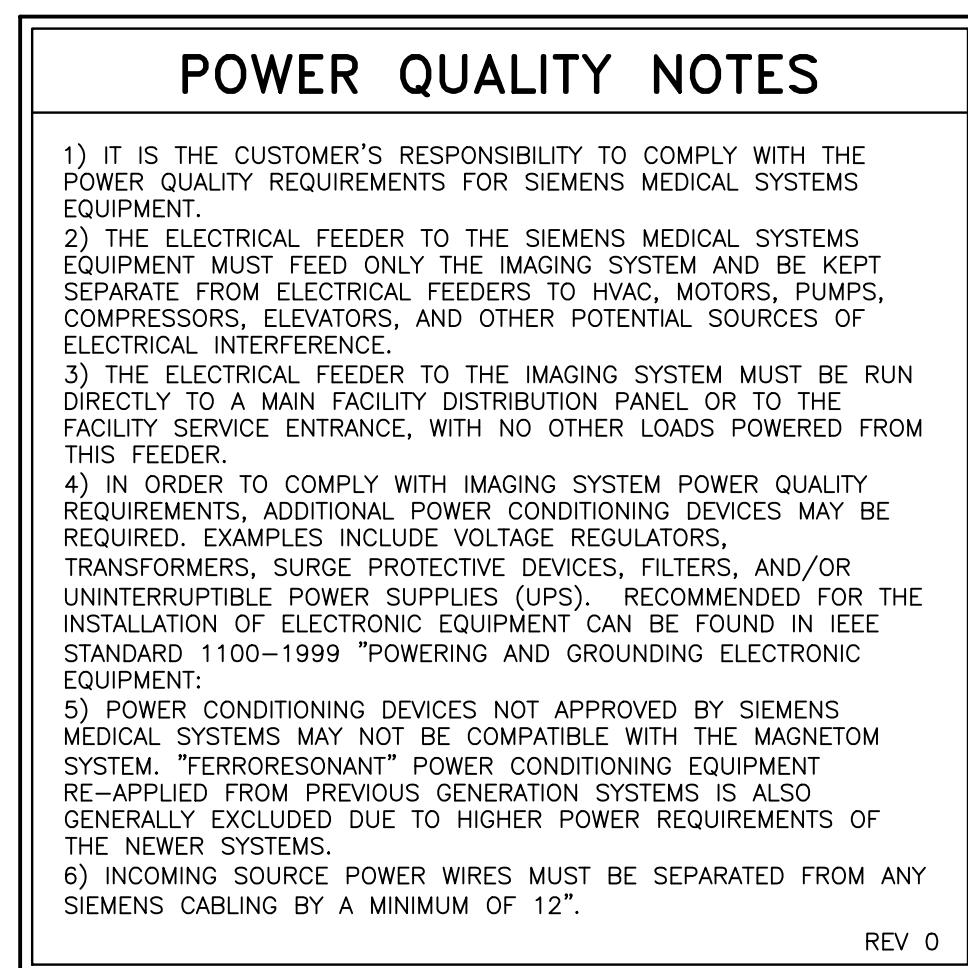 POWER QUALITY NOTES
1) IT IS THE CUSTOMER'S RESPONSIBILITY TO COMPLY WITH THE
POWER QUALITY REQUIREMENTS FOR SIEMENS MEDICAL SYSTEMS
EQUIPMENT.
2) THE ELECTRICAL FEEDER TO THE SIEMENS MEDICAL SYSTEMS
EQUIPMENT MUST FEED ONLY THE IMAGING SYSTEM AND BE KEPT
SEPARATE FROM ELECTRICAL FEEDERS TO HVAC, MOTORS, PUMPS,
COMPRESSORS, ELEVATORS, AND OTHER POTENTIAL SOURCES OF
ELECTRICAL INTERFERENCE.
3) THE ELECTRICAL FEEDER TO THE IMAGING SYSTEM MUST BE RUN
DIRECTLY TO A MAIN FACILITY DISTRIBUTION PANEL OR TO THE
FACILITY SERVICE ENTRANCE, WITH NO OTHER LOADS POWERED FROM
THIS FEEDER.
4) IN ORDER TO COMPLY WITH IMAGING SYSTEM POWER QUALITY
REQUIREMENTS, ADDITIONAL POWER CONDITIONING DEVICES MAY BE
REQUIRED. EXAMPLES INCLUDE VOLTAGE REGULATORS,
TRANSFORMERS, SURGE PROTECTIVE DEVICES, FILTERS, AND/OR
UNINTERRUPTIBLE POWER SUPPLIES (UPS).  RECOMMENDED FOR THE
INSTALLATION OF ELECTRONIC EQUIPMENT CAN BE FOUND IN IEEE
STANDARD 1100-1999 "POWERING AND GROUNDING ELECTRONIC
EQUIPMENT:
5) POWER CONDITIONING DEVICES NOT APPROVED BY SIEMENS
MEDICAL SYSTEMS MAY NOT BE COMPATIBLE WITH THE MAGNETOM
SYSTEM. "FERRORESONANT" POWER CONDITIONING EQUIPMENT
RE-APPLIED FROM PREVIOUS GENERATION SYSTEMS IS ALSO
GENERALLY EXCLUDED DUE TO HIGHER POWER REQUIREMENTS OF
THE NEWER SYSTEMS.
6) INCOMING SOURCE POWER WIRES MUST BE SEPARATED FROM ANY
SIEMENS CABLING BY A MINIMUM OF 12".
REV 0